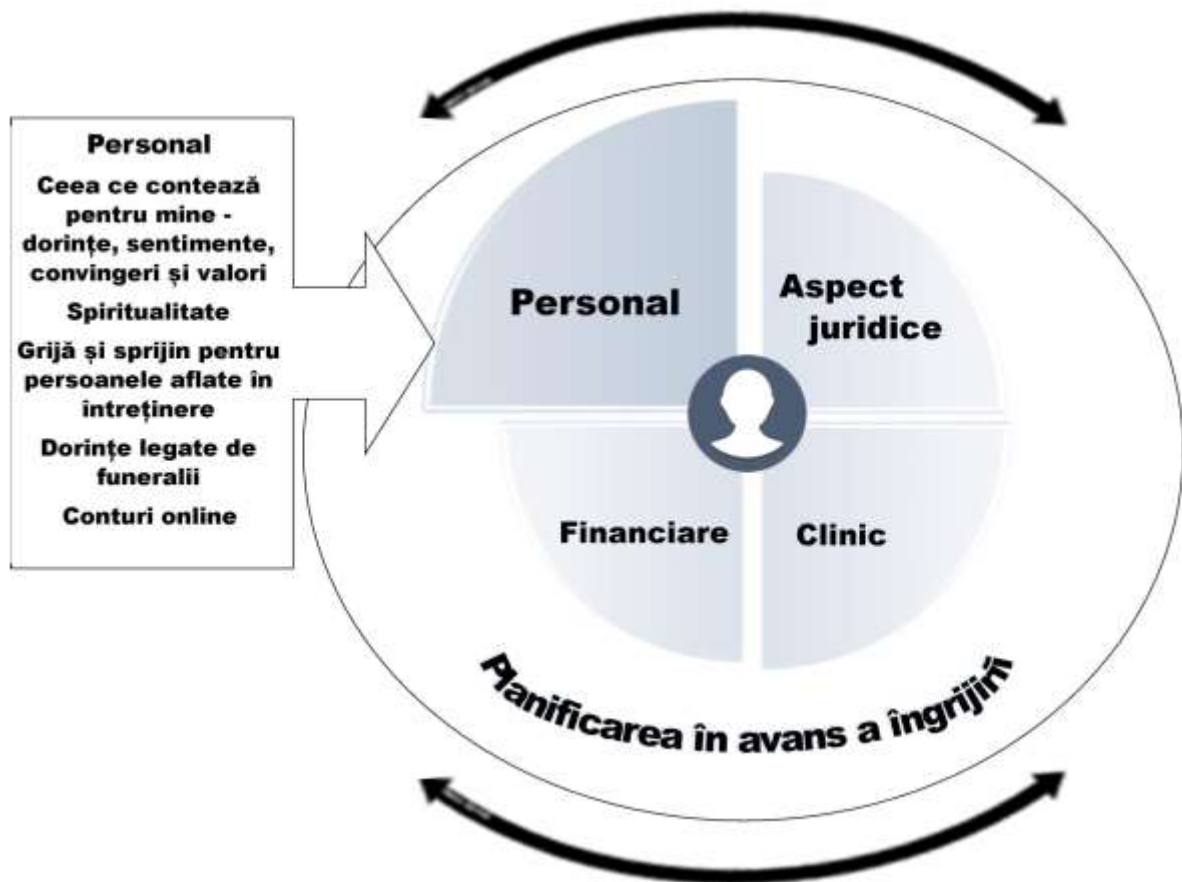 Personal
Ceea ce contează
pentru mine -
dorințe, sentimente,
convingeri și valori
Spiritualitate
Grijă și sprijin pentru
persoanele aflate în
întreținere
Dorințe legate de
funeralii
Conturi online
Personal
Aspect
juridice
Financiare
Clinic
Planificarea în avans a îngrijirii